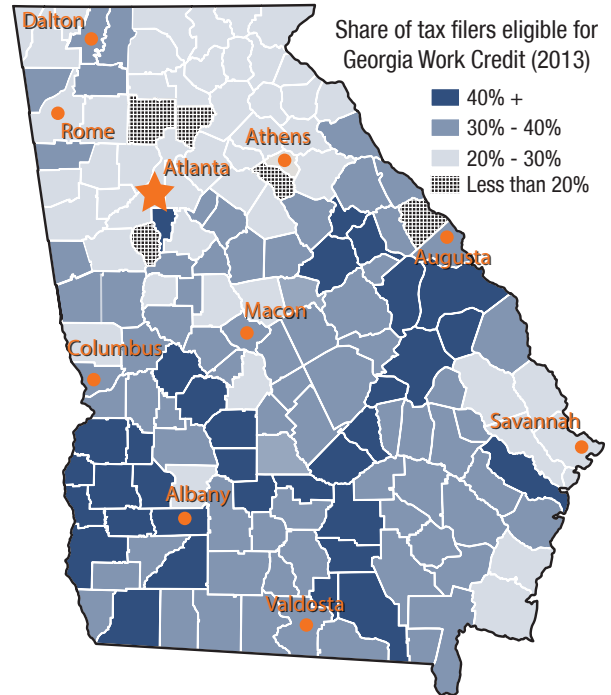 Share of tax filers eligible for
Georgia Work Credit (2013)
40% +
30% - 40%
20% - 30%
Less than 20%
Dalton
Rome
Athens
Atlanta
Augusta
Macon
Columbus
Savannah
Albany
Valdosta